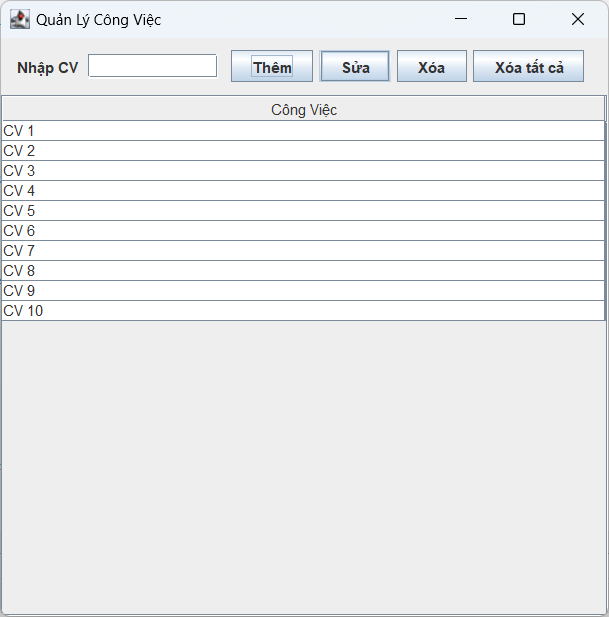 Quản Lý Công Việc
Nhập CV Thêm Sửa Xóa Xóa tất cả
Công Việc
CV 1
CV 2
CV 3
CV 4
CV 5
CV 6
CV 7
CV 8
CV 9
CV 10